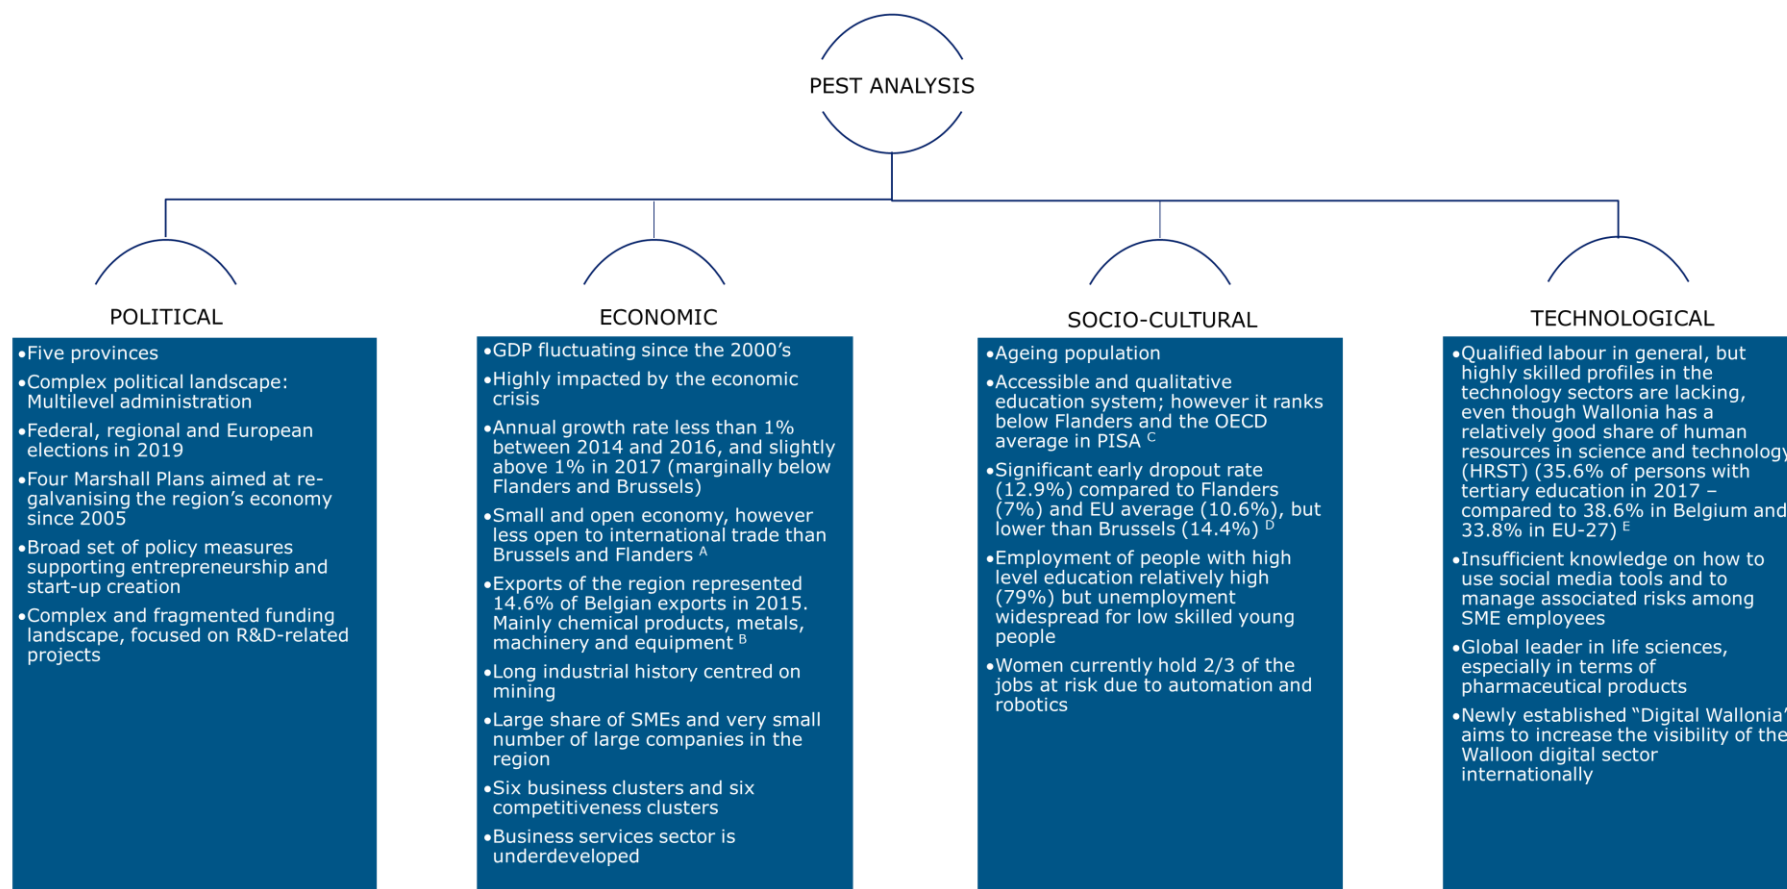 PEST ANALYSIS
POLITICAL
•Five provinces
•Complex political landscape:
Multilevel administration
•Federal, regional and European
elections in 2019
•Four Marshall Plans aimed at re-
galvanising the region’s economy
since 2005
•Broad set of policy measures
supporting entrepreneurship and
start-up creation
•Complex and fragmented funding
landscape, focused on R&D-related
projects
ECONOMIC
•GDP fluctuating since the 2000’s
•Highly impacted by the economic
crisis
•Annual growth rate less than 1%
between 2014 and 2016, and slightly
above 1% in 2017 (marginally below
Flanders and Brussels)
•Small and open economy, however
less open to international trade than
Brussels and Flanders A
•Exports of the region represented
14.6% of Belgian exports in 2015.
Mainly chemical products, metals,
machinery and equipment B
•Long industrial history centred on
mining
•Large share of SMEs and very small
number of large companies in the
region
•Six business clusters and six
competitiveness clusters
•Business services sector is
underdeveloped
SOCIO-CULTURAL
•Ageing population
•Accessible and qualitative
education system; however it ranks
below Flanders and the OECD
average in PISA C
•Significant early dropout rate
(12.9%) compared to Flanders
(7%) and EU average (10.6%), but
lower than Brussels (14.4%) D
•Employment of people with high
level education relatively high
(79%) but unemployment
widespread for low skilled young
people
•Women currently hold 2/3 of the
jobs at risk due to automation and
robotics
TECHNOLOGICAL
•Qualified labour in general, but
highly skilled profiles in the
technology sectors are lacking,
even though Wallonia has a
relatively good share of human
resources in science and technology
(HRST) (35.6% of persons with
tertiary education in 2017 –
compared to 38.6% in Belgium and
33.8% in EU-27) E
•Insufficient knowledge on how to
use social media tools and to
manage associated risks among
SME employees
•Global leader in life sciences,
especially in terms of
pharmaceutical products
•Newly established “Digital Wallonia”
aims to increase the visibility of the
Walloon digital sector
internationally